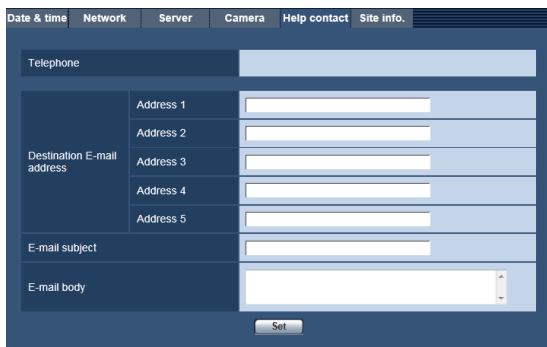 Date & time Network Server Camera Help contact Site info.
Telephone
Destination E-mail address
Address 1
Address 2
Address 3
Address 4
Address 5
E-mail subject
E-mail body
Set